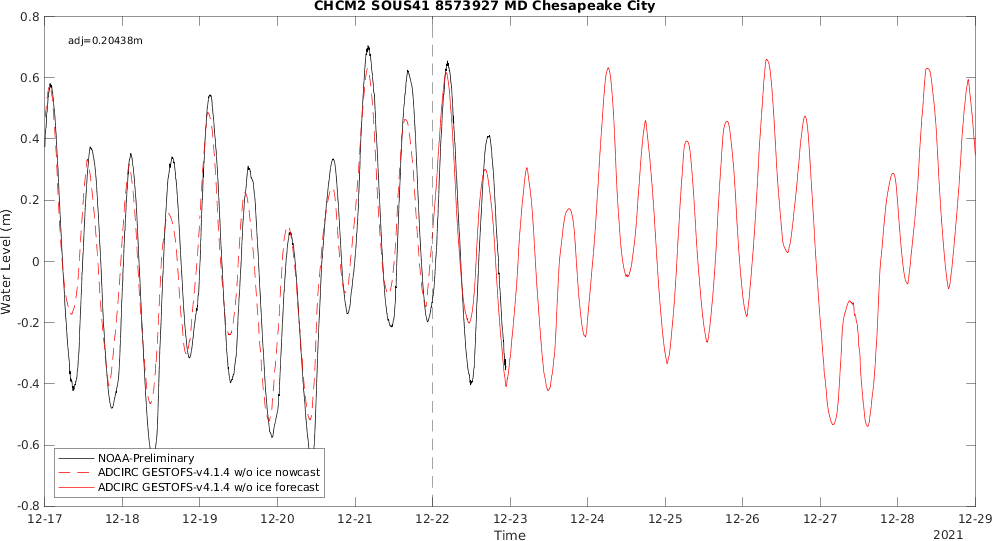 CHCM2 SOUS41 8573927 MD Chesapeake City
adj=0.20438m
0.8
0.6
0.4
0.2
0
-0.2
-0.4
-0.6
-0.8
Water Level (m)
NOAA-Preliminary
ADCIRC GESTOFS-v4.1.4 w/o ice nowcast
ADCIRC GESTOFS-v4.1.4 w/o ice forecast
12-17 12-18 12-19 12-20 12-21 12-22 12-23 12-24 12-25 12-26 12-27 12-28 12-29
Time
2021